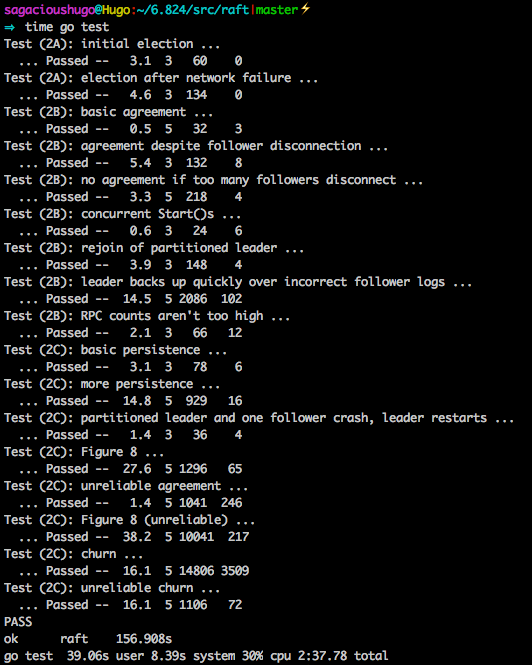 sagacioushugo@Hugo:~/6.824/src/raft|master⚡
⇒ time go test
Test (2A): initial election ...
... Passed -- 3.1 3 60 0
Test (2A): election after network failure ...
... Passed -- 4.6 3 134 0
Test (2B): basic agreement ...
... Passed -- 0.5 5 32 3
Test (2B): agreement despite follower disconnection ...
... Passed -- 5.4 3 132 8
Test (2B): no agreement if too many followers disconnect ...
... Passed -- 3.3 5 218 4
Test (2B): concurrent Start()s ...
... Passed -- 0.6 3 24 6
Test (2B): rejoin of partitioned leader ...
... Passed -- 3.9 3 148 4
Test (2B): leader backs up quickly over incorrect follower logs ...
... Passed -- 14.5 5 2086 102
Test (2B): RPC counts aren't too high ...
... Passed -- 2.1 3 66 12
Test (2C): basic persistence ...
... Passed -- 3.1 3 78 6
Test (2C): more persistence ...
... Passed -- 14.8 5 929 16
Test (2C): partitioned leader and one follower crash, leader restarts ...
... Passed -- 1.4 3 36 4
Test (2C): Figure 8 ...
... Passed -- 27.6 5 1296 65
Test (2C): unreliable agreement ...
... Passed -- 1.4 5 1041 246
Test (2C): Figure 8 (unreliable) ...
... Passed -- 38.2 5 10041 217
Test (2C): churn ...
... Passed -- 16.1 5 14806 3509
Test (2C): unreliable churn ...
... Passed -- 16.1 5 1106 72
PASS
ok raft 156.908s
go test 39.06s user 8.39s system 30% cpu 2:37.78 total